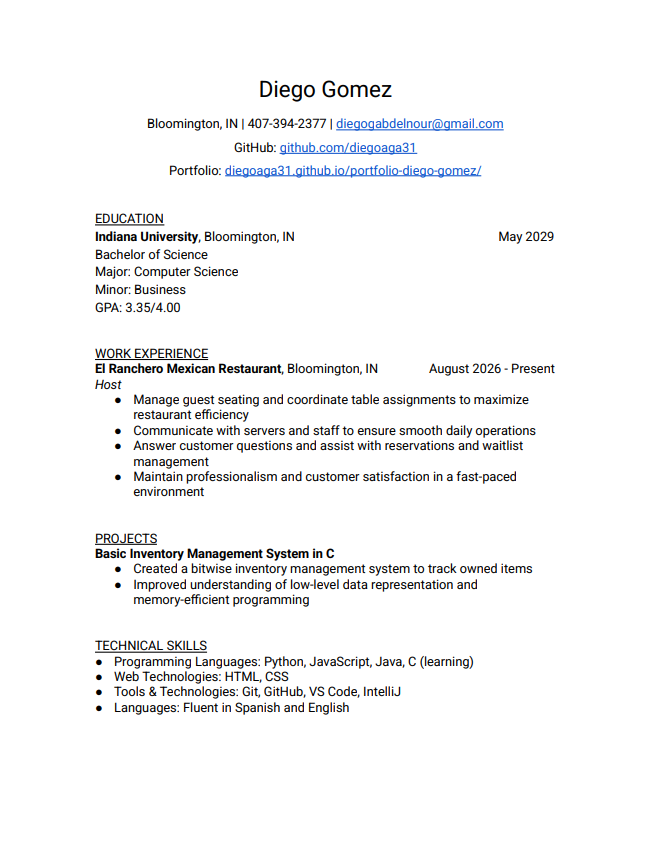 Diego Gomez
Bloomington, IN | 407-394-2377 | diegogabdelnour@gmail.com
GitHub: github.com/diegoaga31
Portfolio: diegoaga31.github.io/portfolio-diego-gomez/
EDUCATION
Indiana University, Bloomington, IN May 2029
Bachelor of Science
Major: Computer Science
Minor: Business
GPA: 3.35/4.00
WORK EXPERIENCE
El Ranchero Mexican Restaurant, Bloomington, IN August 2026 - Present
Host
● Manage guest seating and coordinate table assignments to maximize
restaurant efficiency
● Communicate with servers and staff to ensure smooth daily operations
● Answer customer questions and assist with reservations and waitlist
management
● Maintain professionalism and customer satisfaction in a fast-paced
environment
PROJECTS
Basic Inventory Management System in C
● Created a bitwise inventory management system to track owned items
● Improved understanding of low-level data representation and
memory-efficient programming
TECHNICAL SKILLS
● Programming Languages: Python, JavaScript, Java, C (learning)
● Web Technologies: HTML, CSS
● Tools & Technologies: Git, GitHub, VS Code, IntelliJ
● Languages: Fluent in Spanish and English